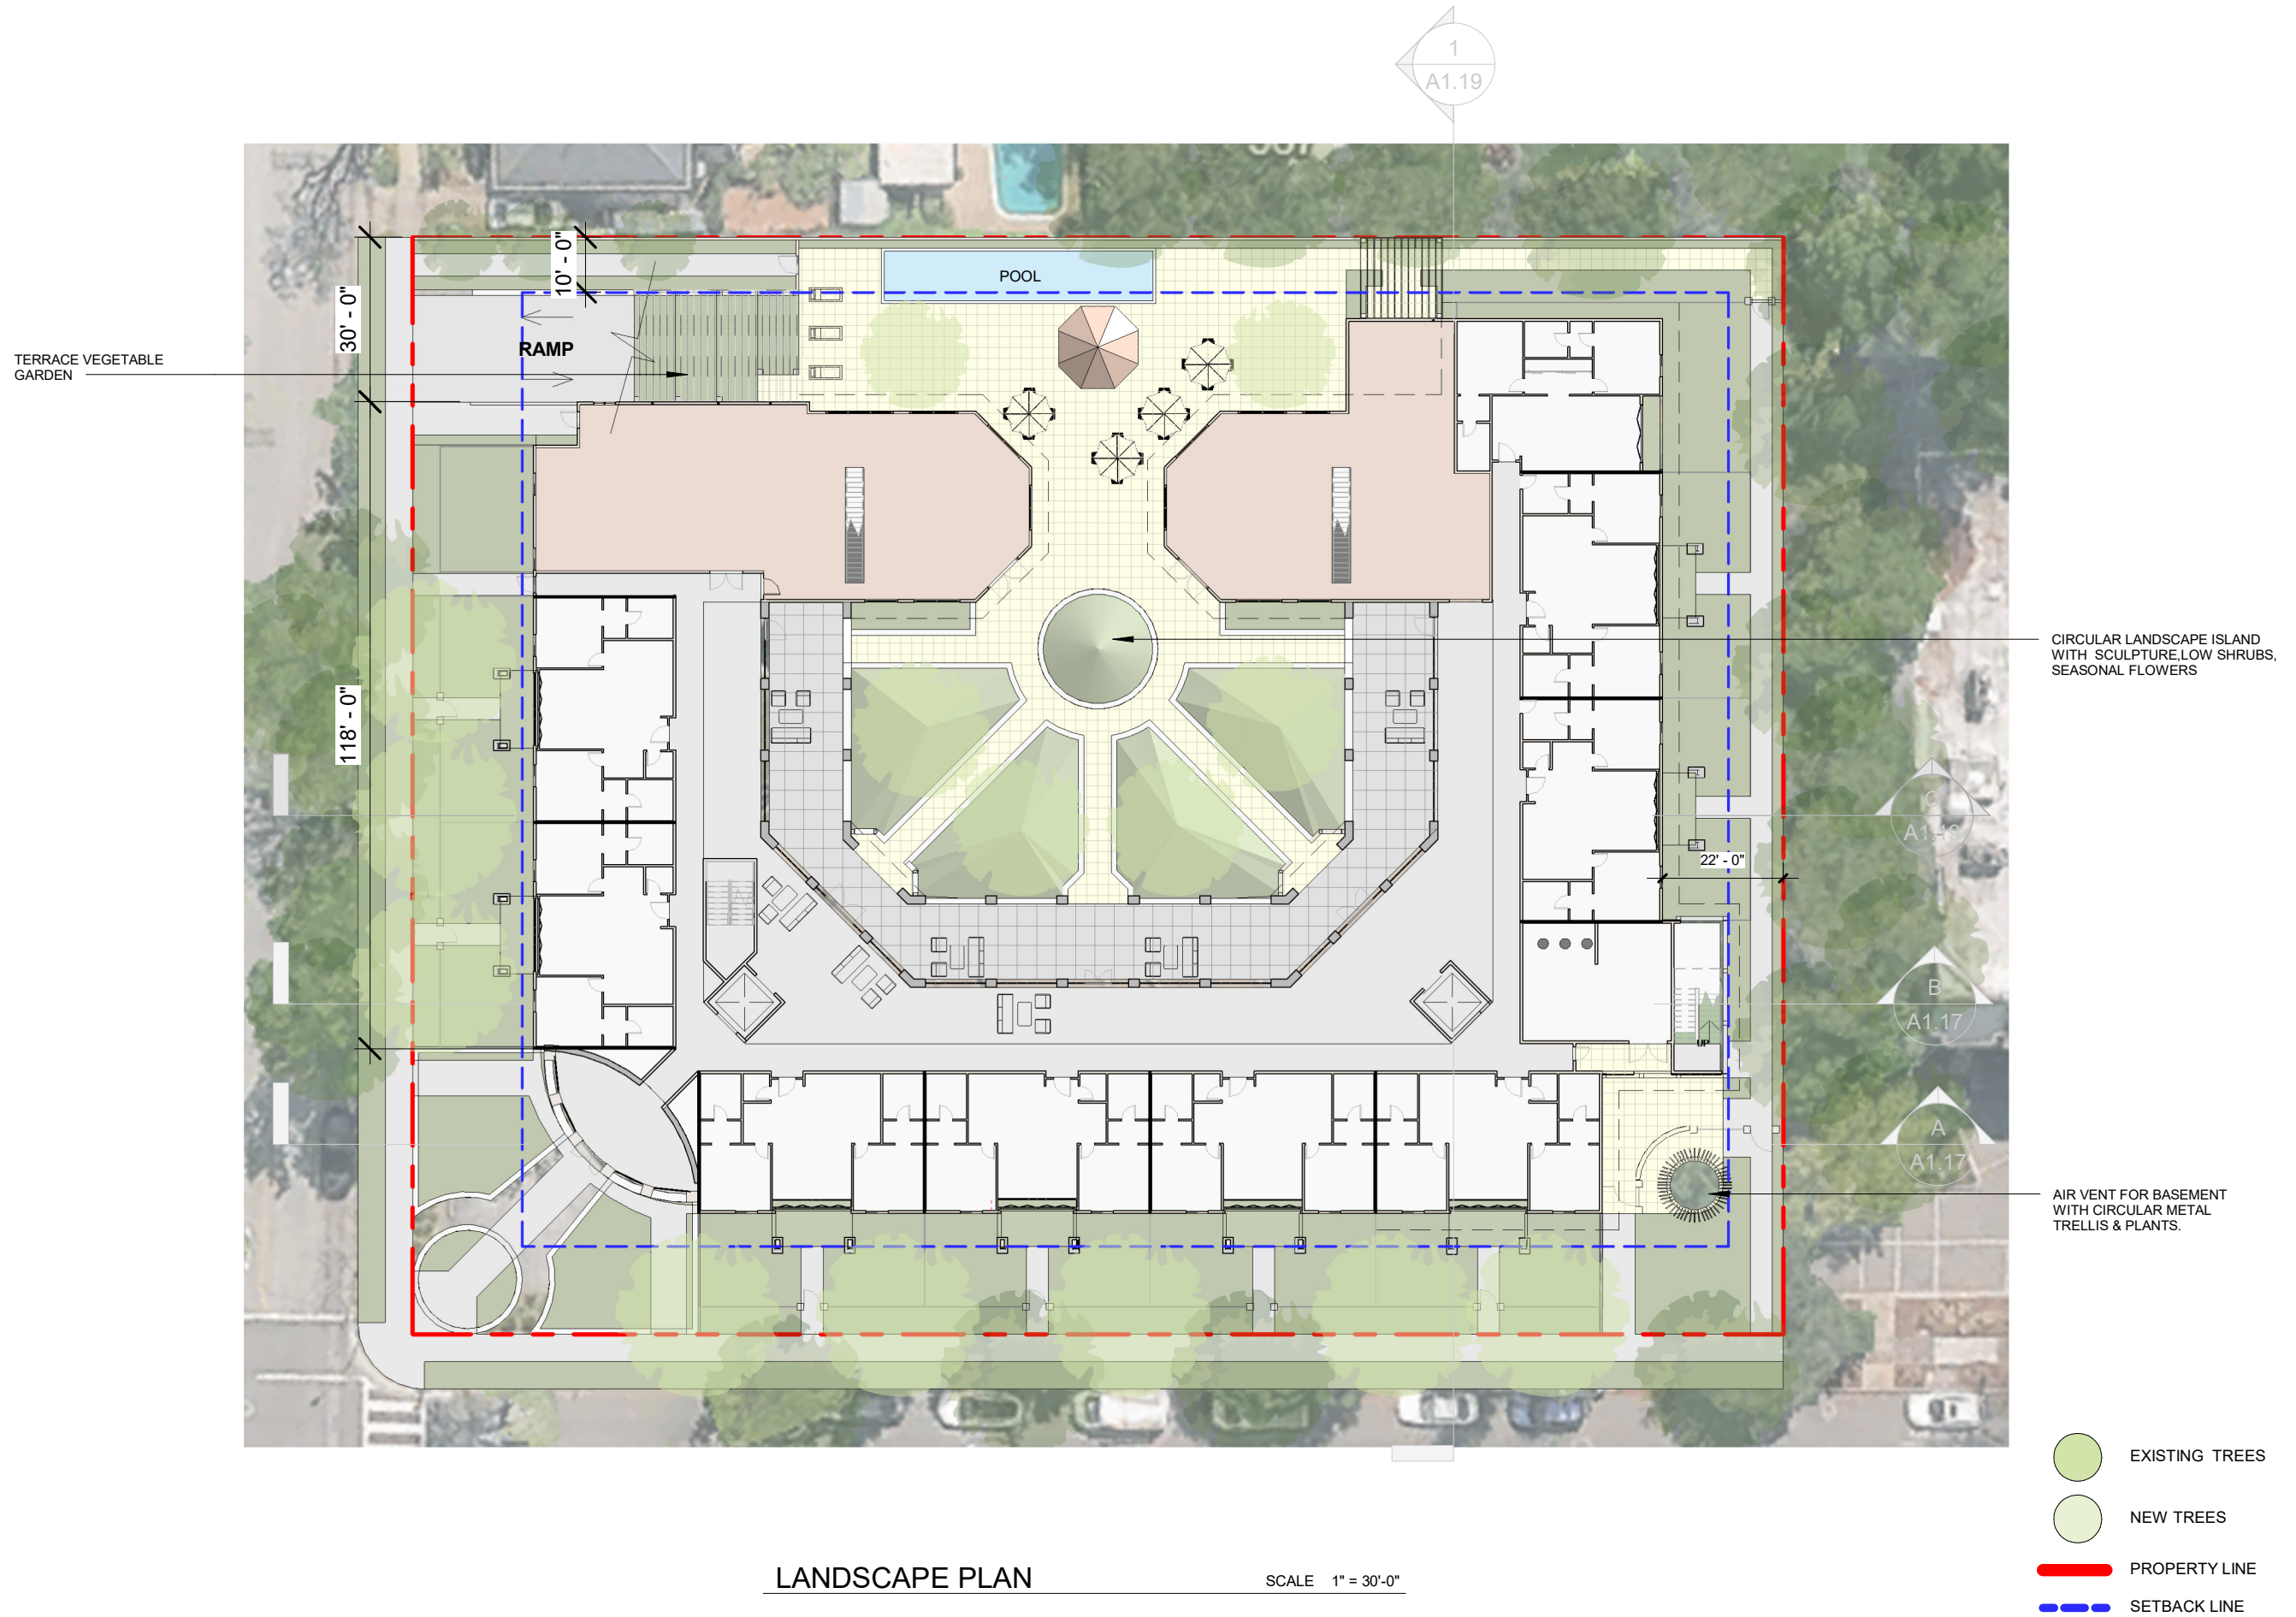 1
A1.19
10' - 0"
30' - 0"
POOL
RAMP
TERRACE VEGETABLE
GARDEN
CIRCULAR LANDSCAPE ISLAND
WITH SCULPTURE,LOW SHRUBS,
SEASONAL FLOWERS
118' - 0"
C
A1.19
22' - 0"
B
A1.17
UP
A
A1.17
AIR VENT FOR BASEMENT
WITH CIRCULAR METAL
TRELLIS & PLANTS.
EXISTING TREES
NEW TREES
PROPERTY LINE
SETBACK LINE
LANDSCAPE PLAN
SCALE 1" = 30'-0"